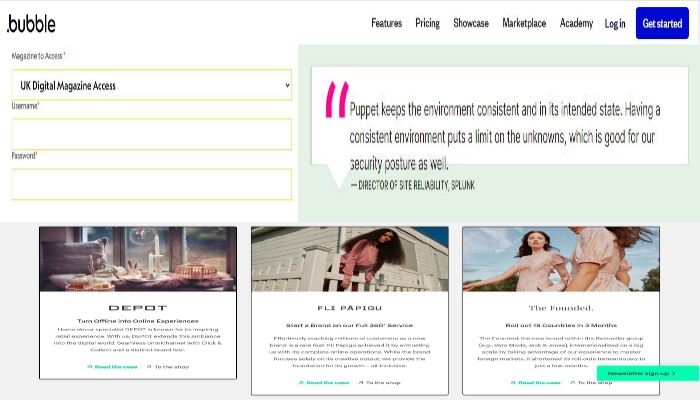 .bubble
Features Pricing Showcase Marketplace Academy Log in Get started
Magazine to Access*
UK Digital Magazine Access
Username*
Password*
Puppet keeps the environment consistent and in its intended state. Having a
consistent environment puts a limit on the unknowns, which is good for our
security posture as well.
— DIRECTOR OF SITE RELIABILITY, SPLUNK
DEPOT
Turn Offline into Online Experiences
Home decor specialist DEPOT is known for its inspiring
retail experience. With us, DEPOT extends this ambience
into the digital world. Seamless omnichannel with Click &
Collect and a distinct brand feel.
Read the case To the shop
FLI PÄPIGU
Start a Brand on our Full 360° Service
Effortlessly reaching millions of customers as a new
brand is a rare feat. Fli Papigu achieved it by entrusting
us with its complete online operations. While the brand
focuses solely on its creative output, we provide the
foundation for its growth – all-inclusive.
Read the case To the shop
The Founded.
Roll out 19 Countries in 3 Months
The Founded, the new brand within the Bestseller group
(e.g., Vero Moda, Jack & Jones), internationalized on a big
scale by taking advantage of our experience to master
foreign markets. It shortened its roll-outs tremendously to
just a few months.
Read the case To the shop
Newsletter sign-up